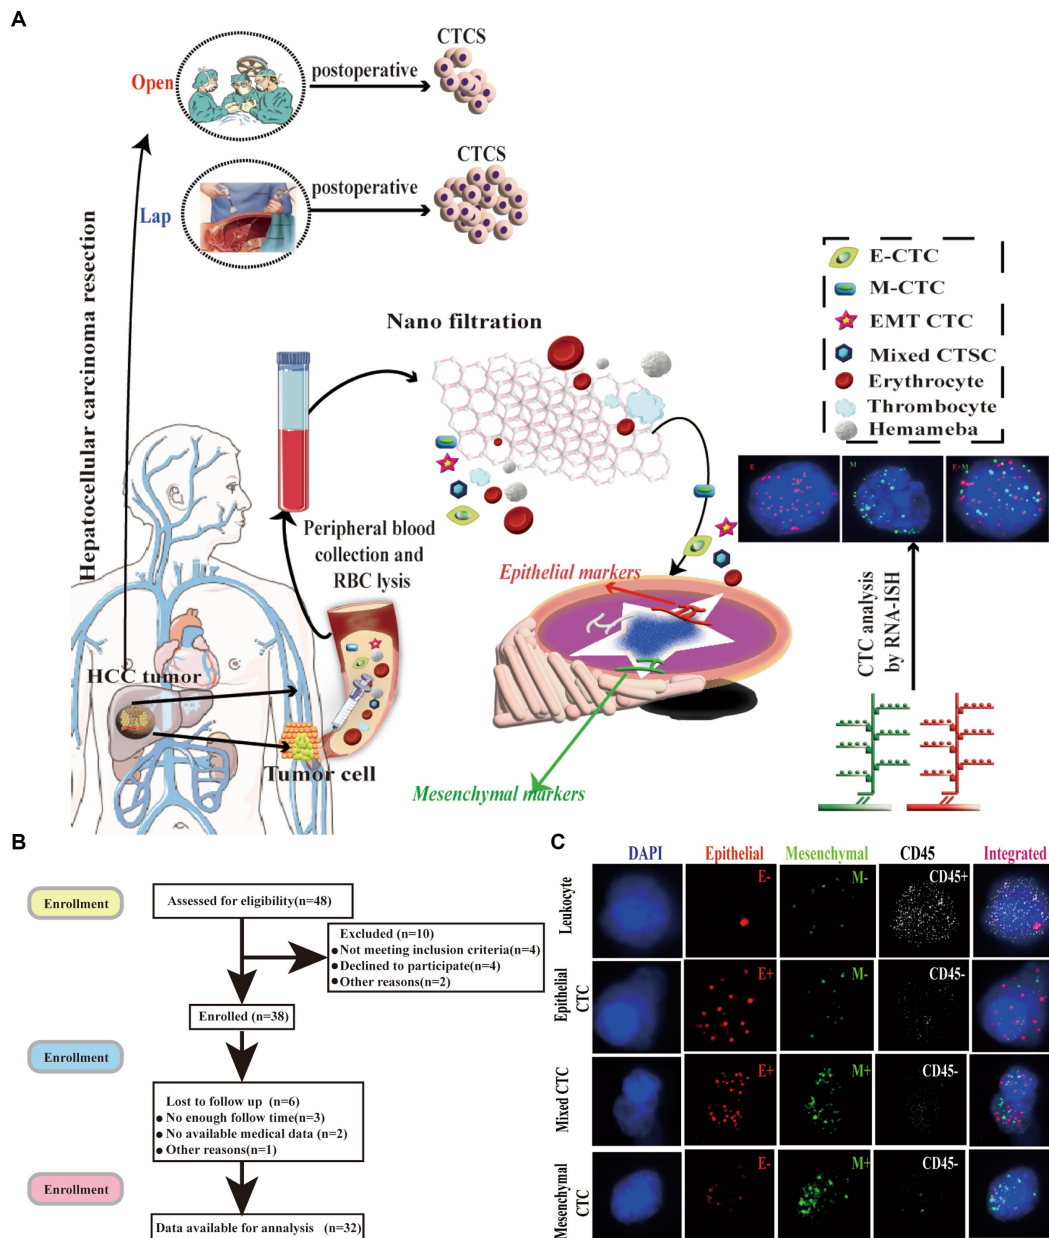 A
Open
postoperative
CTCS
Lap
postoperative
CTCS
Hepatocellular carcinoma resection
E-CTC
M-CTC
EMT CTC
Mixed CTSC
Erythrocyte
Thrombocyte
Hemameba
Nano filtration
Peripheral blood
collection and
RBC lysis
E
M
E+M
Epithelial markers
Mesenchymal markers
CTC analysis
by RNA-ISH
HCC tumor
Tumor cell
B
Enrollment
Assessed for eligibility(n=48)
Excluded (n=10)
●Not meeting inclusion criteria(n=4)
●Declined to participate(n=4)
●Other reasons(n=2)
Enrolled (n=38)
Enrollment
Lost to follow up (n=6)
● No enough follow time(n=3)
● No available medical data (n=2)
● Other reasons(n=1)
Enrollment
Data available for annalysis (n=32)
C
DAPI Epithelial Mesenchymal CD45 Integrated
Leukocyte
E- M- CD45+
Epithelial
CTC
E+ M- CD45-
Mixed CTC
E+ M+ CD45-
Mesenchymal
CTC
E- M+ CD45-